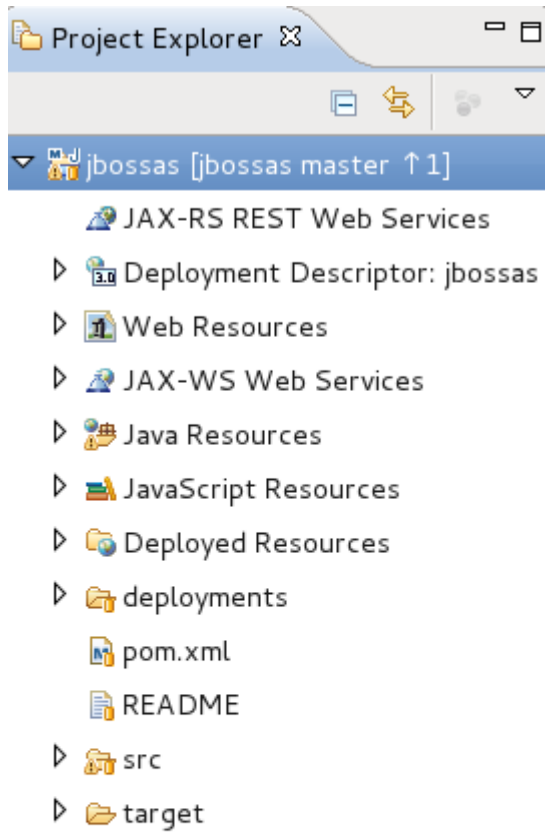 Project Explorer
jbossas [jbossas master ↑1]
JAX-RS REST Web Services
Deployment Descriptor: jbossas
Web Resources
JAX-WS Web Services
Java Resources
JavaScript Resources
Deployed Resources
deployments
pom.xml
README
src
target